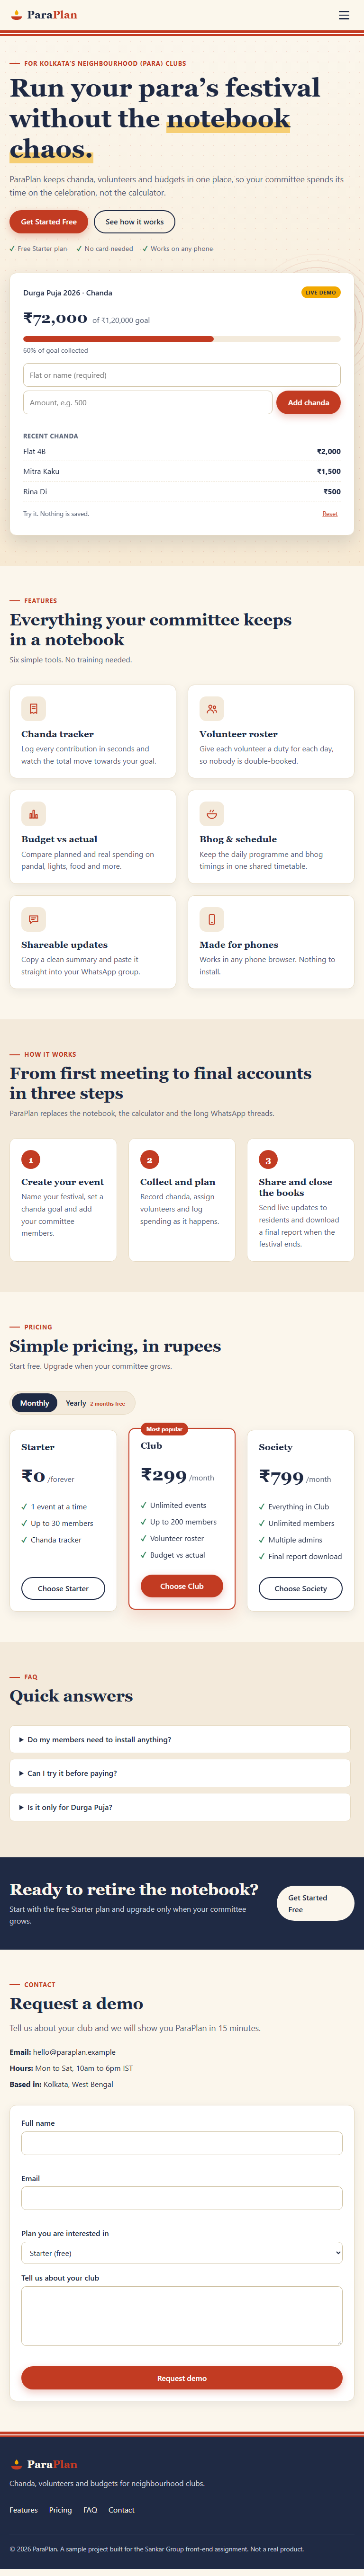 ParaPlan
FOR KOLKATA'S NEIGHBOURHOOD (PARA) CLUBS
Run your para's festival
without the notebook
chaos.
ParaPlan keeps chanda, volunteers and budgets in one place, so your committee spends its
time on the celebration, not the calculator.
Get Started Free
See how it works
✓ Free Starter plan ✓ No card needed ✓ Works on any phone
Durga Puja 2026 · Chanda
LIVE DEMO
₹72,000 of ₹1,20,000 goal
60% of goal collected
Flat or name (required)
Amount, e.g. 500
Add chanda
RECENT CHANDA
Flat 4B ₹2,000
Mitra Kaku ₹1,500
Rina Di ₹500
Try it. Nothing is saved. Reset
FEATURES
Everything your committee keeps
in a notebook
Six simple tools. No training needed.
Chanda tracker
Log every contribution in seconds and
watch the total move towards your goal.
Volunteer roster
Give each volunteer a duty for each day,
so nobody is double-booked.
Budget vs actual
Compare planned and real spending on
pandal, lights, food and more.
Bhog & schedule
Keep the daily programme and bhog
timings in one shared timetable.
Shareable updates
Copy a clean summary and paste it
straight into your WhatsApp group.
Made for phones
Works in any phone browser. Nothing to
install.
HOW IT WORKS
From first meeting to final accounts
in three steps
ParaPlan replaces the notebook, the calculator and the long WhatsApp threads.
1
Create your event
Name your festival, set a
chanda goal and add
your committee
members.
2
Collect and plan
Record chanda, assign
volunteers and log
spending as it happens.
3
Share and close
the books
Send live updates to
residents and download
a final report when the
festival ends.
PRICING
Simple pricing, in rupees
Start free. Upgrade when your committee grows.
Monthly
Yearly 2 months free
Starter
₹0 /forever
✓ 1 event at a time
✓ Up to 30 members
✓ Chanda tracker
Choose Starter
Most popular
Club
₹299 /month
✓ Unlimited events
✓ Up to 200 members
✓ Volunteer roster
✓ Budget vs actual
Choose Club
Society
₹799 /month
✓ Everything in Club
✓ Unlimited members
✓ Multiple admins
✓ Final report download
Choose Society
FAQ
Quick answers
Do my members need to install anything?
Can I try it before paying?
Is it only for Durga Puja?
Ready to retire the notebook?
Start with the free Starter plan and upgrade only when your committee
grows.
Get Started
Free
CONTACT
Request a demo
Tell us about your club and we will show you ParaPlan in 15 minutes.
Email: hello@paraplan.example
Hours: Mon to Sat, 10am to 6pm IST
Based in: Kolkata, West Bengal
Full name
Email
Plan you are interested in
Starter (free)
Tell us about your club
Request demo
ParaPlan
Chanda, volunteers and budgets for neighbourhood clubs.
Features Pricing FAQ Contact
© 2026 ParaPlan. A sample project built for the Sankar Group front-end assignment. Not a real product.